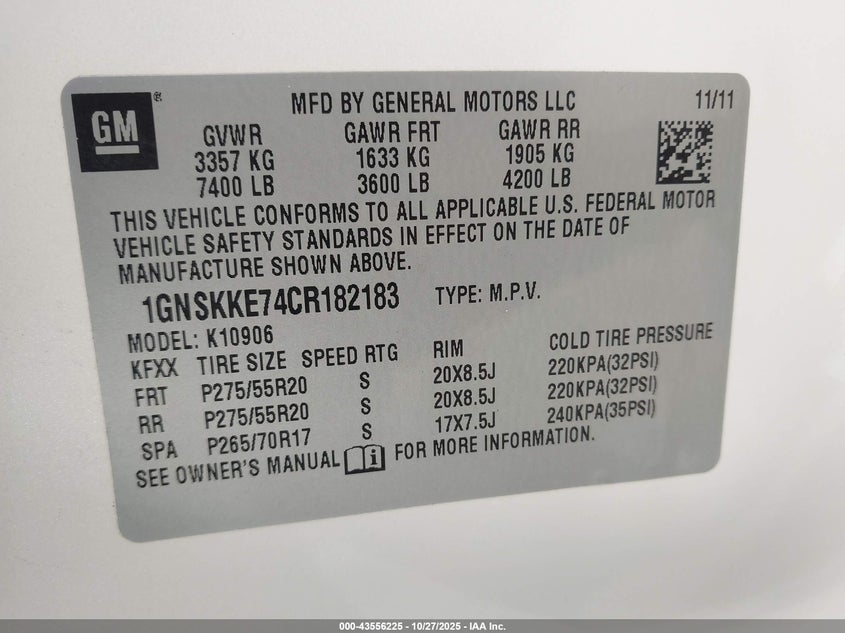 GM ®
MFD BY GENERAL MOTORS LLC 11/11
GVWR GAWR FRT GAWR RR
3357 KG 1633 KG 1905 KG
7400 LB 3600 LB 4200 LB
THIS VEHICLE CONFORMS TO ALL APPLICABLE U.S. FEDERAL MOTOR
VEHICLE SAFETY STANDARDS IN EFFECT ON THE DATE OF
MANUFACTURE SHOWN ABOVE.
1GNSKKE74CR182183 TYPE: M.P.V.
MODEL: K10906
KFXX TIRE SIZE SPEED RTG RIM COLD TIRE PRESSURE
FRT P275/55R20 S 20X8.5J 220KPA(32PSI)
RR P275/55R20 S 20X8.5J 220KPA(32PSI)
SPA P265/70R17 S 17X7.5J 240KPA(35PSI)
SEE OWNER'S MANUAL i FOR MORE INFORMATION.
000-43556225 - 10/27/2025 - IAA Inc.